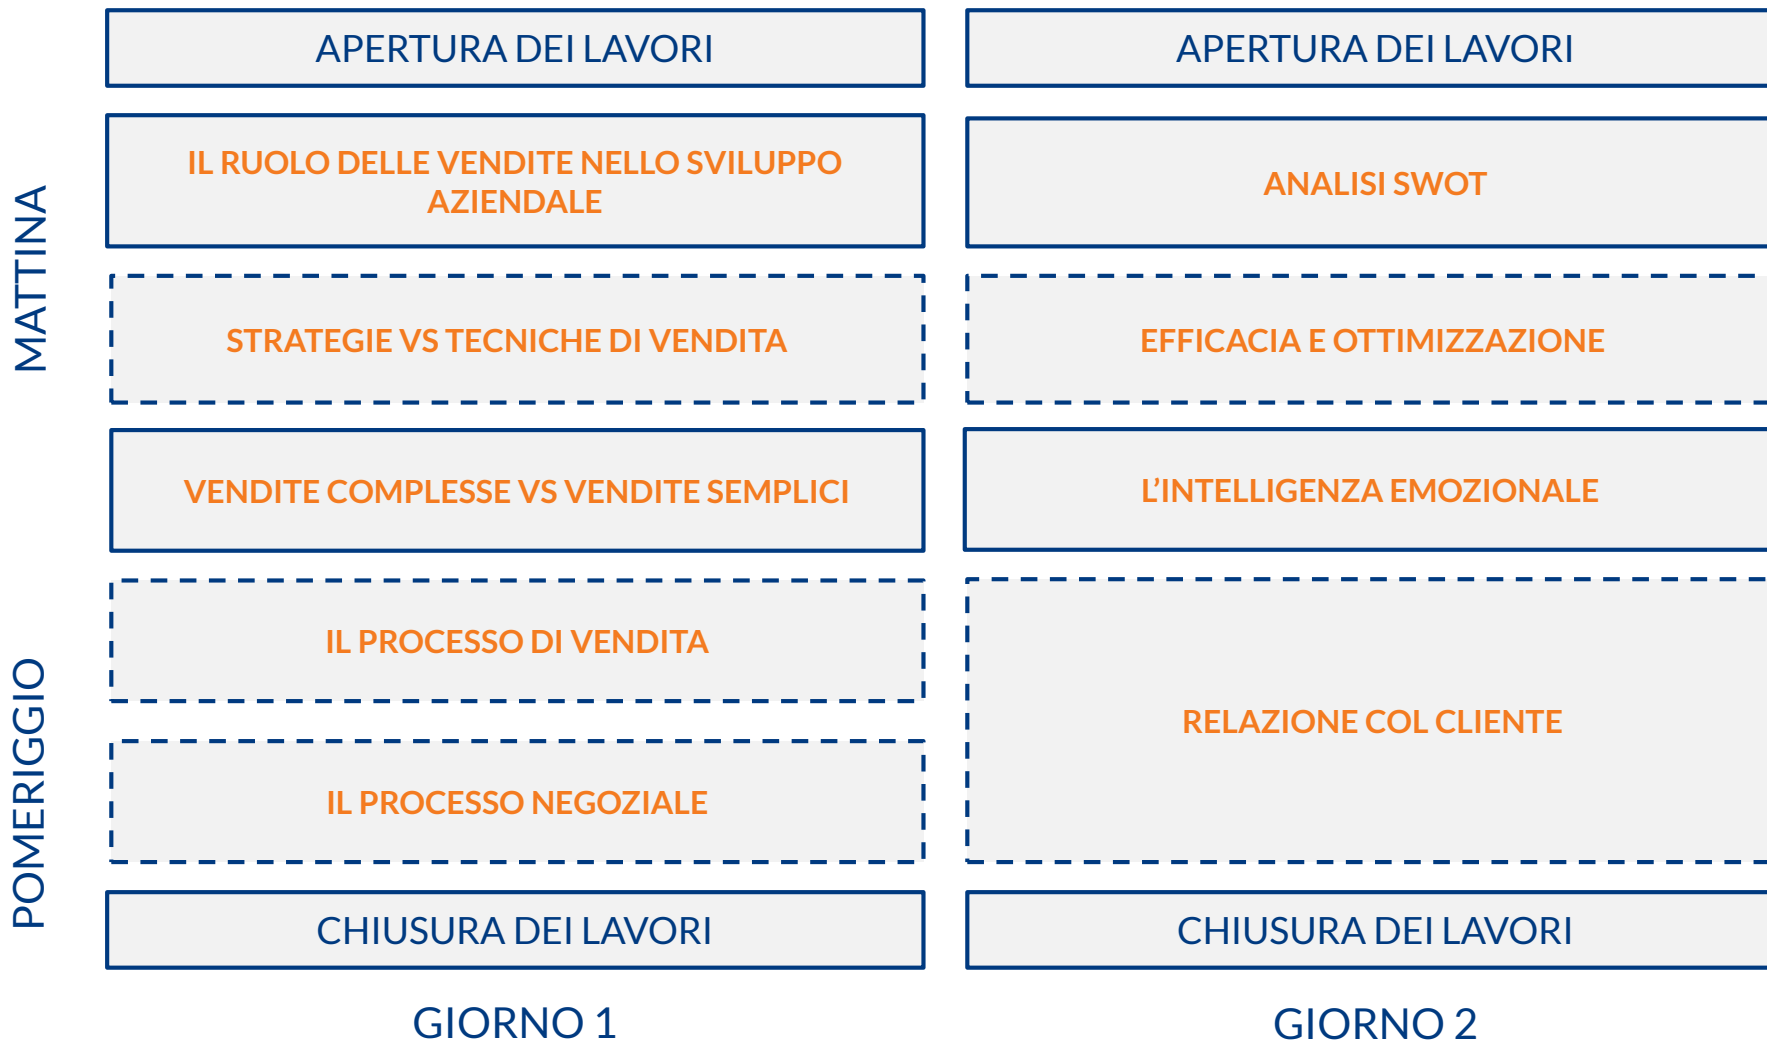 APERTURA DEI LAVORI
APERTURA DEI LAVORI
MATTINA
IL RUOLO DELLE VENDITE NELLO SVILUPPO
AZIENDALE
ANALISI SWOT
STRATEGIE VS TECNICHE DI VENDITA
EFFICACIA E OTTIMIZZAZIONE
VENDITE COMPLESSE VS VENDITE SEMPLICI
L'INTELLIGENZA EMOZIONALE
POMERIGGIO
IL PROCESSO DI VENDITA
RELAZIONE COL CLIENTE
IL PROCESSO NEGOZIALE
CHIUSURA DEI LAVORI
CHIUSURA DEI LAVORI
GIORNO 1
GIORNO 2